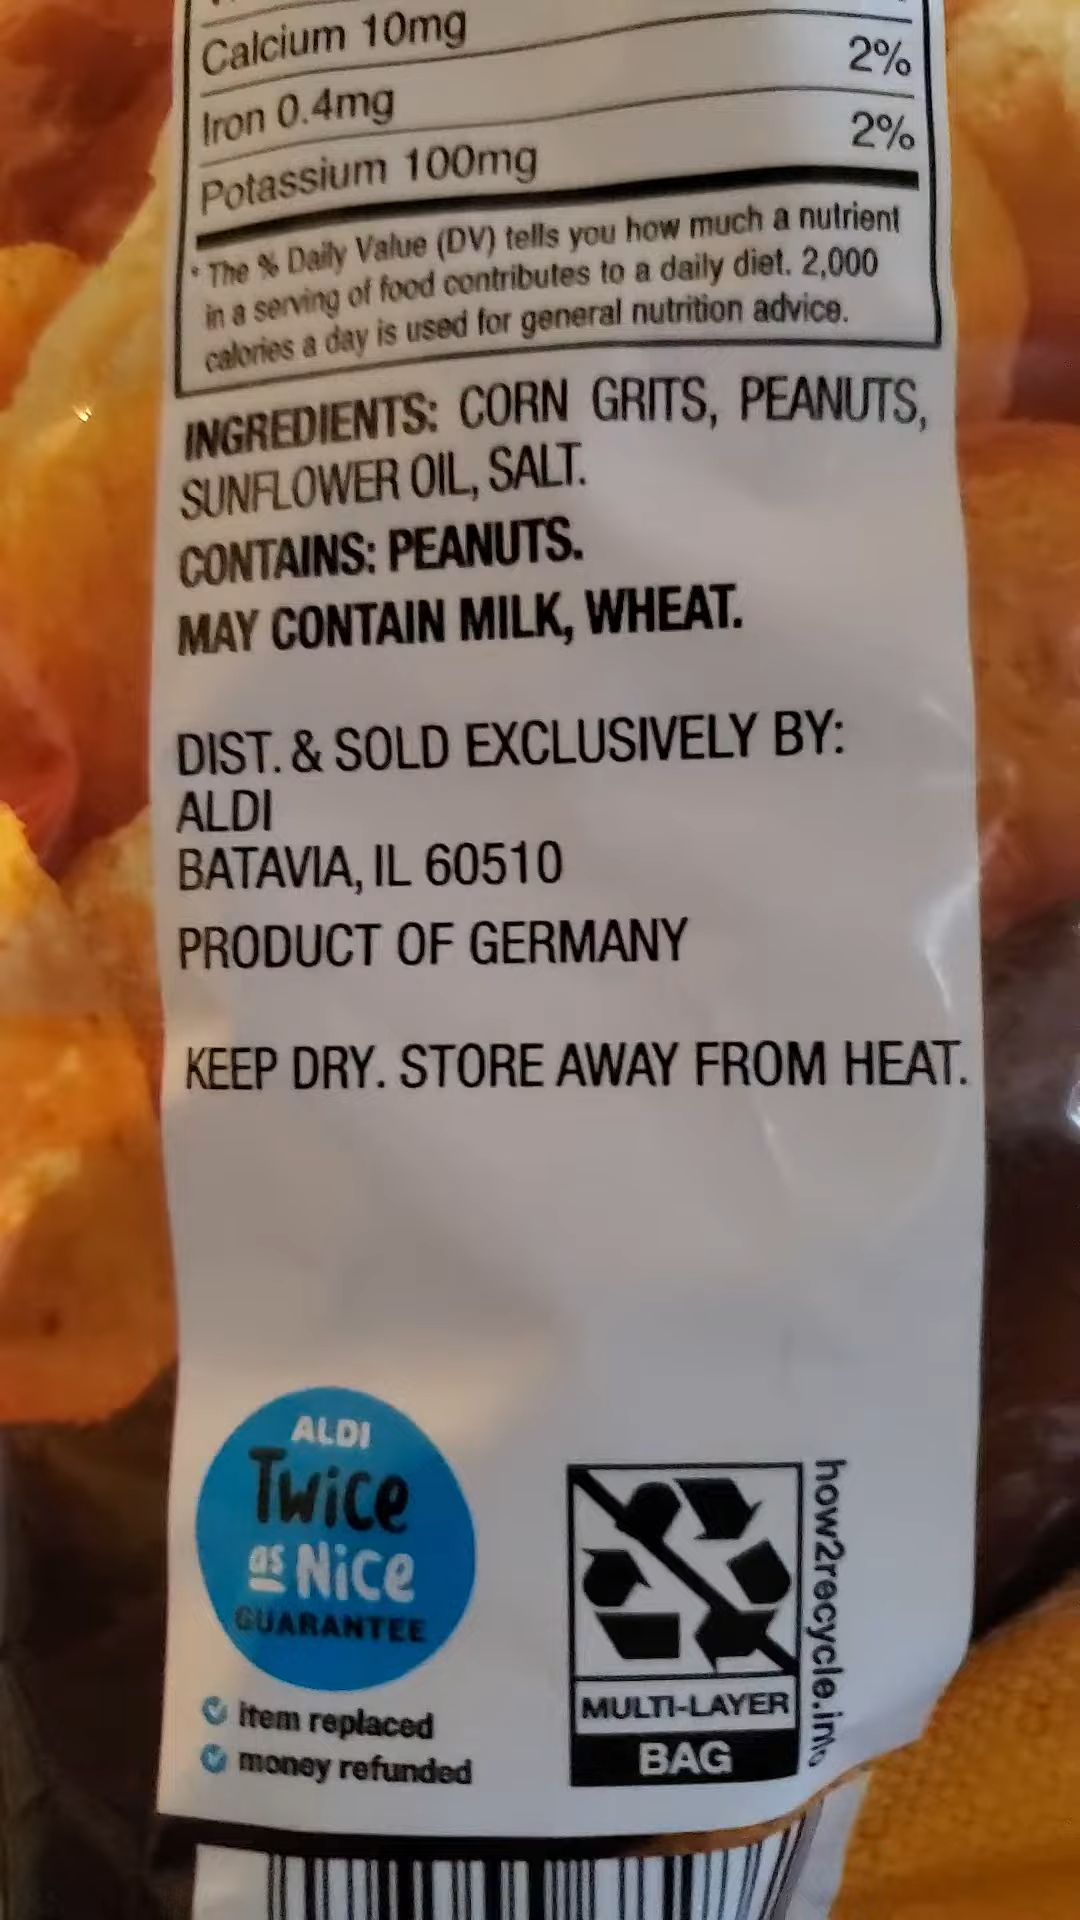 Calcium 10mg
2%
Iron 0.4mg
2%
Potassium 100mg
* The % Daily Value (DV) tells you how much a nutrient
in a serving of food contributes to a daily diet. 2,000
calories a day is used for general nutrition advice.
INGREDIENTS: CORN GRITS, PEANUTS,
SUNFLOWER OIL, SALT.
CONTAINS: PEANUTS.
MAY CONTAIN MILK, WHEAT.
DIST. & SOLD EXCLUSIVELY BY:
ALDI
BATAVIA, IL 60510
PRODUCT OF GERMANY
KEEP DRY. STORE AWAY FROM HEAT.
ALDI
Twice
as Nice
GUARANTEE
item replaced
money refunded
MULTI-LAYER
BAG
how2recycle.info